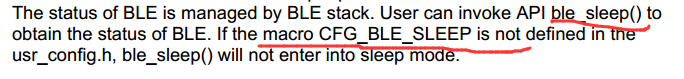 The status of BLE is managed by BLE stack. User can invoke API ble_sleep() to
obtain the status of BLE. If the macro CFG_BLE_SLEEP is not defined in the
usr_config.h, ble_sleep() will not enter into sleep mode.